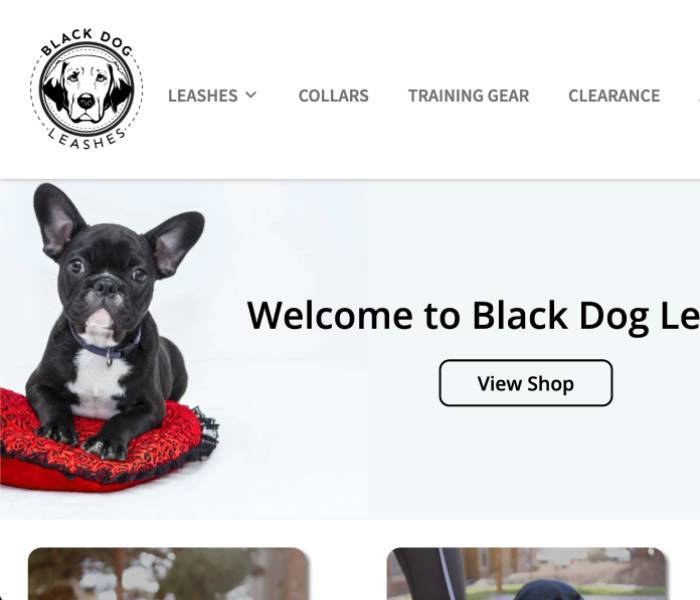 BLACK DOG
LEASHES
LEASHES
COLLARS
TRAINING GEAR
CLEARANCE
Welcome to Black Dog Le
View Shop